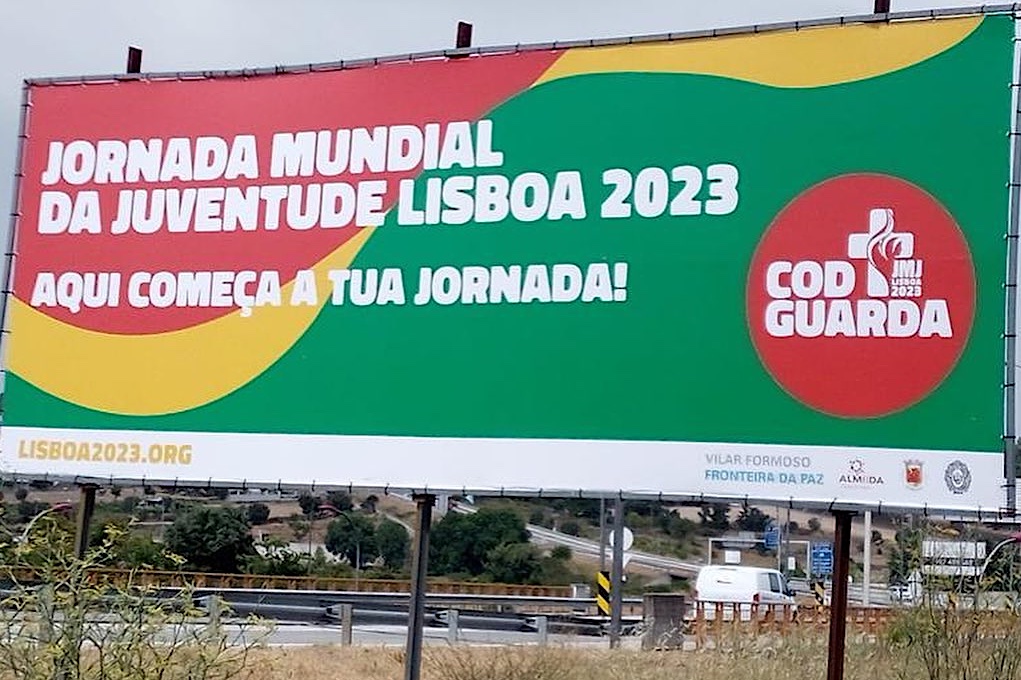 JORNADA MUNDIAL
DA JUVENTUDE LISBOA 2023
AQUI COMEÇA A TUA JORNADA!
COD
JMJ
LISBOA
2023
GUARDA
LISBOA2023.ORG
VILAR FORMOSO
FRONTEIRA DA PAZ
ALMEIDA